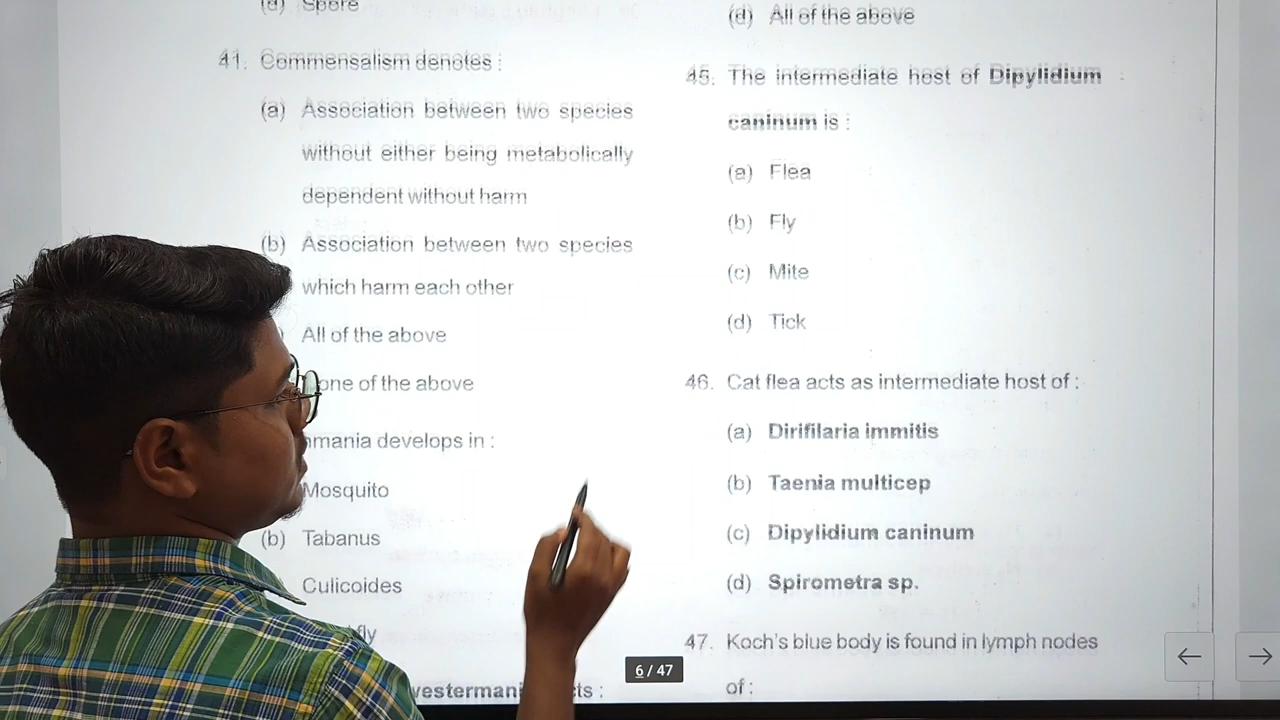 (d) Spore
41. Commensalism denotes :
(a) Association between two species
without either being metabolically
dependent without harm
(b) Association between two species
which harm each other
All of the above
one of the above
mania develops in :
Mosquito
(b) Tabanus
Culicoides
fly
westermani
ts :
(d) All of the above
45. The intermediate host of Dipylidium
caninum is :
(a) Flea
(b) Fly
(c) Mite
(d) Tick
46. Cat flea acts as intermediate host of :
(a) Dirifilaria immitis
(b) Taenia multicep
(c) Dipylidium caninum
(d) Spirometra sp.
47. Koch's blue body is found in lymph nodes
of :
6 / 47